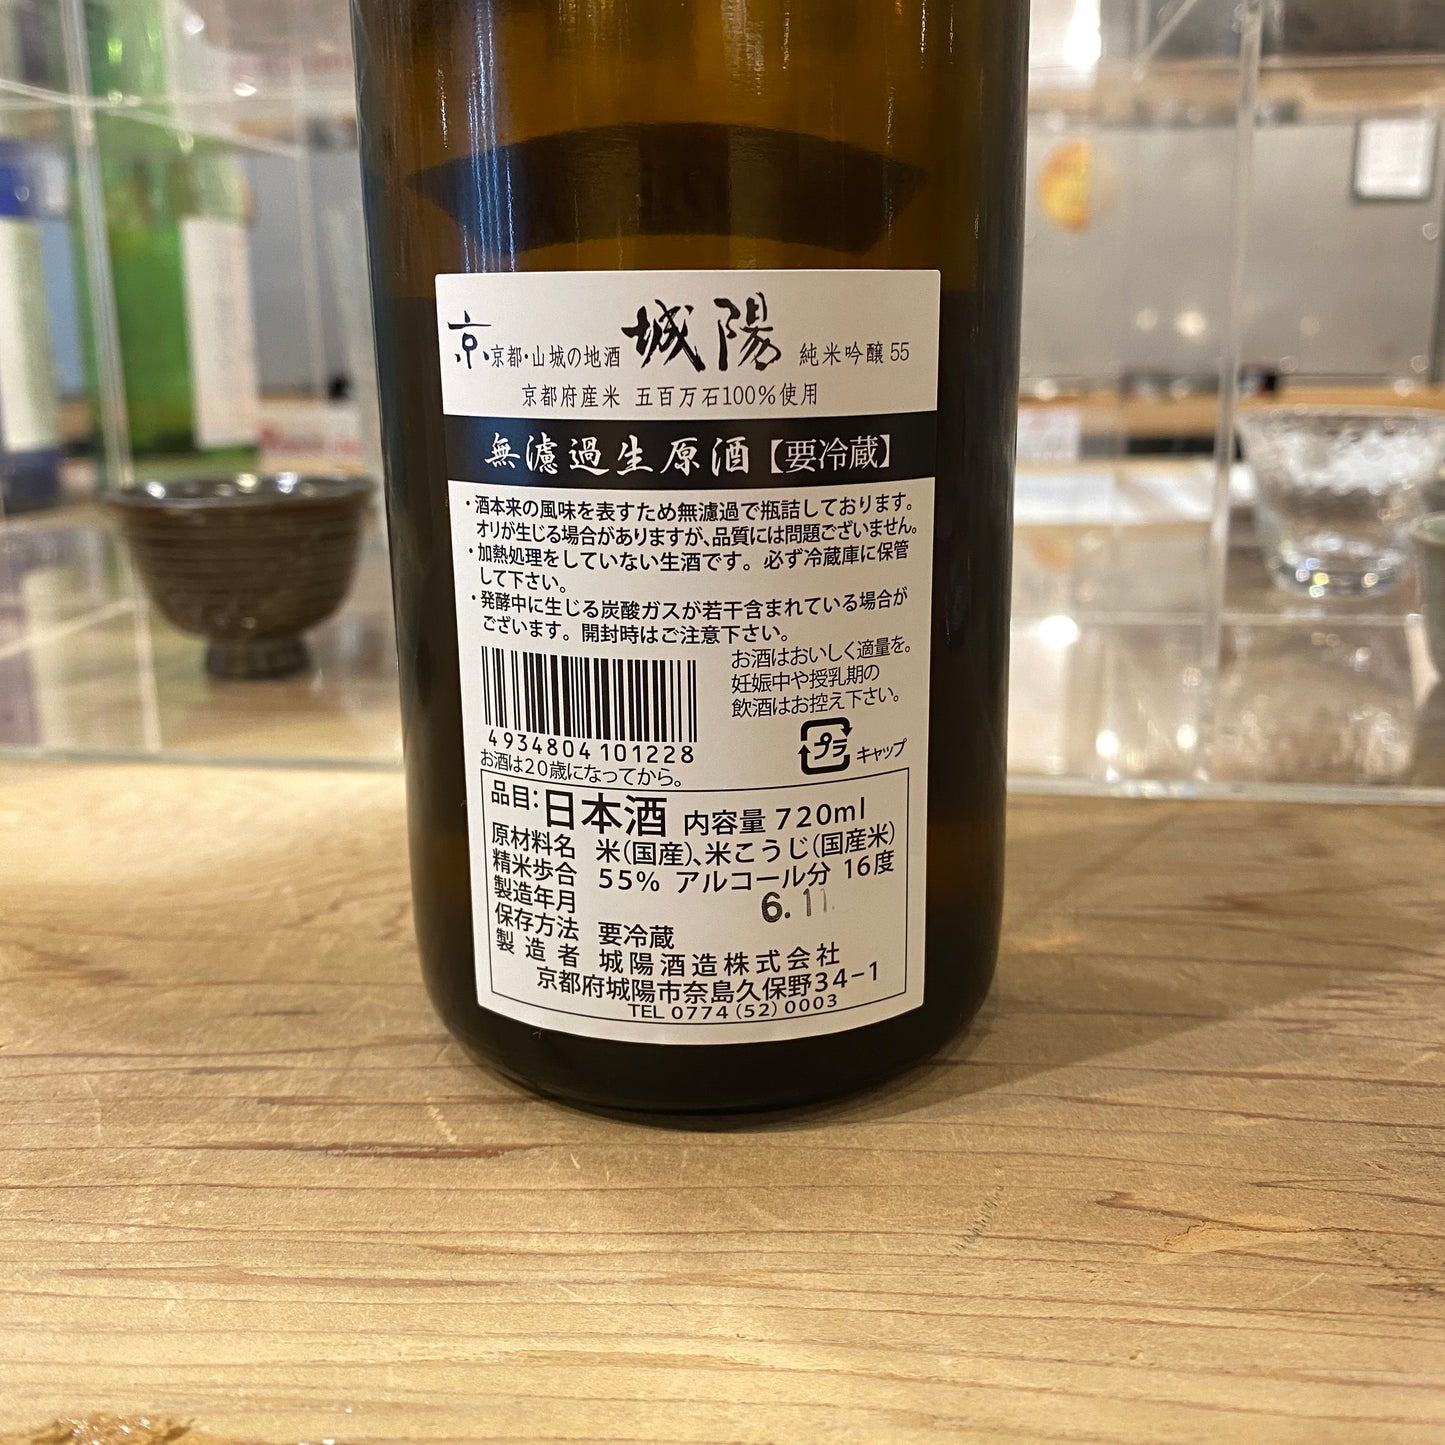 京 京都・山城の地酒 城陽 純米吟醸 55
京都府産米 五百万石100%使用
無濾過生原酒【要冷蔵】
・酒本来の風味を表すため無濾過で瓶詰しております。
オリが生じる場合がありますが、品質には問題ございません。
・加熱処理をしていない生酒です。必ず冷蔵庫に保管
して下さい。
・発酵中に生じる炭酸ガスが若干含まれている場合が
ございます。開封時はご注意下さい。
お酒はおいしく適量を。
妊娠中や授乳期の
飲酒はお控え下さい。
4934804101228
プラ キャップ
お酒は20歳になってから。
品目:日本酒 内容量 720ml
原材料名 米(国産)、米こうじ(国産米)
精米歩合 55% アルコール分 16度
製造年月 6.11.
保存方法 要冷蔵
製造者 城陽酒造株式会社
京都府城陽市奈島久保野34-1
TEL 0774(52)0003